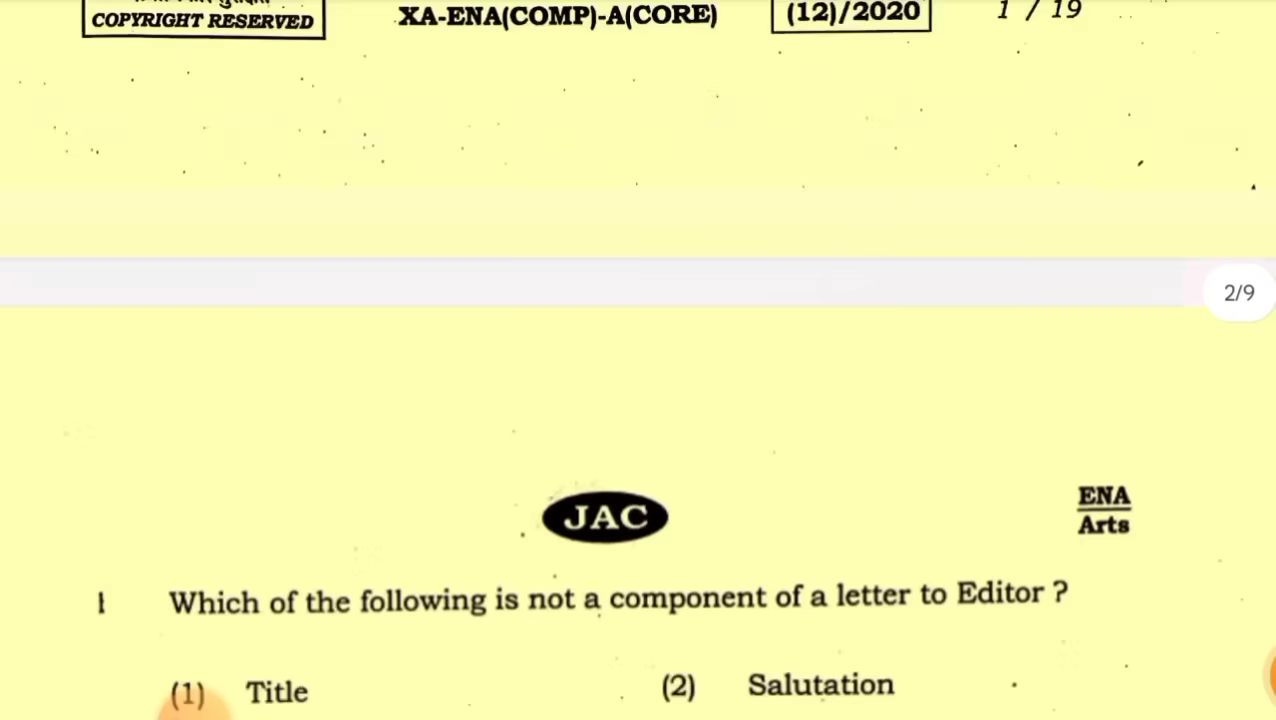 COPYRIGHT RESERVED
XA-ENA(COMP)-A(CORE)
(12)/2020
1 / 19
2/9
JAC
ENA
Arts
1 Which of the following is not a component of a letter to Editor ?
(1) Title (2) Salutation